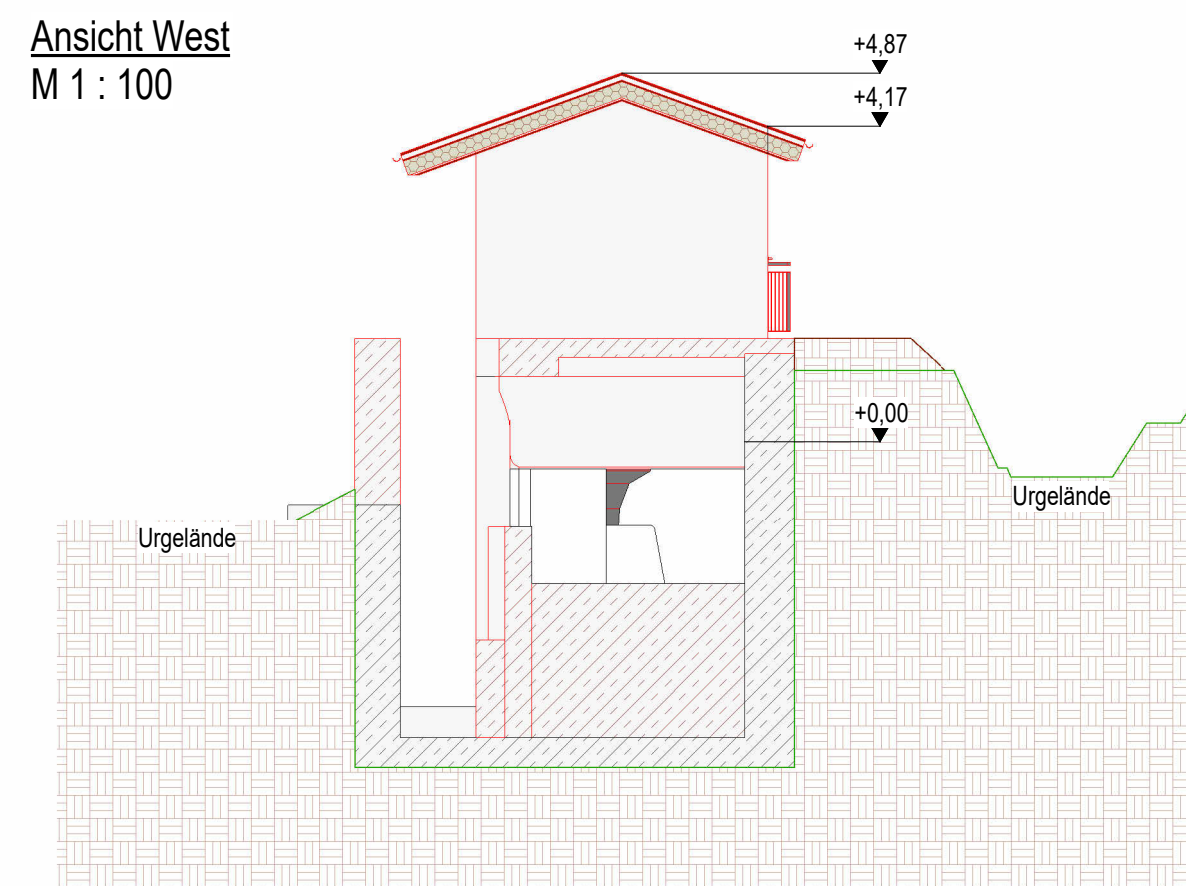 Ansicht West
M 1 : 100
+4,87
+4,17
+0,00
Urgelände
Urgelände